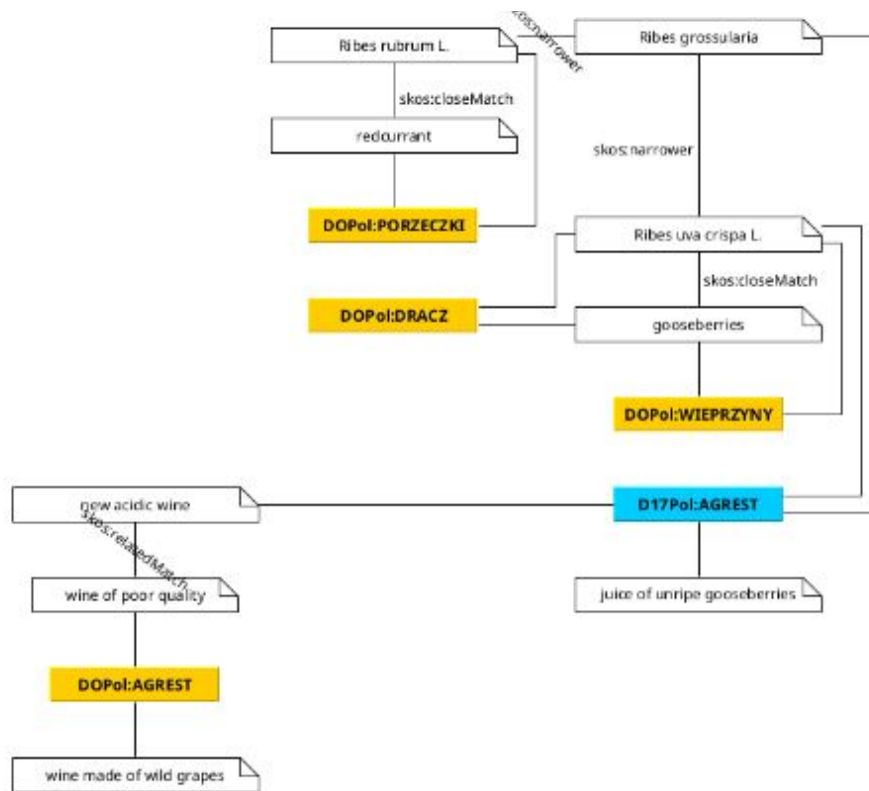 skos:narrower
Ribes rubrum L.
Ribes grossularia
skos:closeMatch
redcurrant
skos:narrower
DOPol:PORZECZKI
Ribes uva crispa L.
skos:closeMatch
DOPol:DRACZ
gooseberries
DOPol:WIEPRZYNY
new acidic wine
D17Pol:AGREST
skos:relatedMatch
wine of poor quality
juice of unripe gooseberries
DOPol:AGREST
wine made of wild grapes